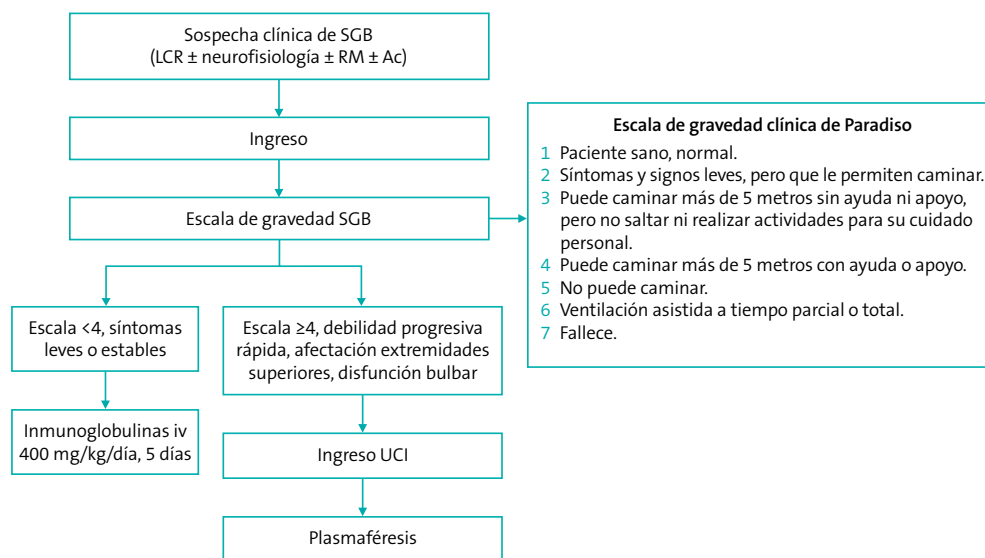 Sospecha clínica de SGB
(LCR ± neurofisiología ± RM ± Ac)
Ingreso
Escala de gravedad SGB
Escala de gravedad clínica de Paradiso
1 Paciente sano, normal.
2 Síntomas y signos leves, pero que le permiten caminar.
3 Puede caminar más de 5 metros sin ayuda ni apoyo,
pero no saltar ni realizar actividades para su cuidado
personal.
4 Puede caminar más de 5 metros con ayuda o apoyo.
5 No puede caminar.
6 Ventilación asistida a tiempo parcial o total.
7 Fallece.
Escala <4, síntomas
leves o estables
Escala ≥4, debilidad progresiva
rápida, afectación extremidades
superiores, disfunción bulbar
Inmunoglobulinas iv
400 mg/kg/día, 5 días
Ingreso UCI
Plasmaféresis